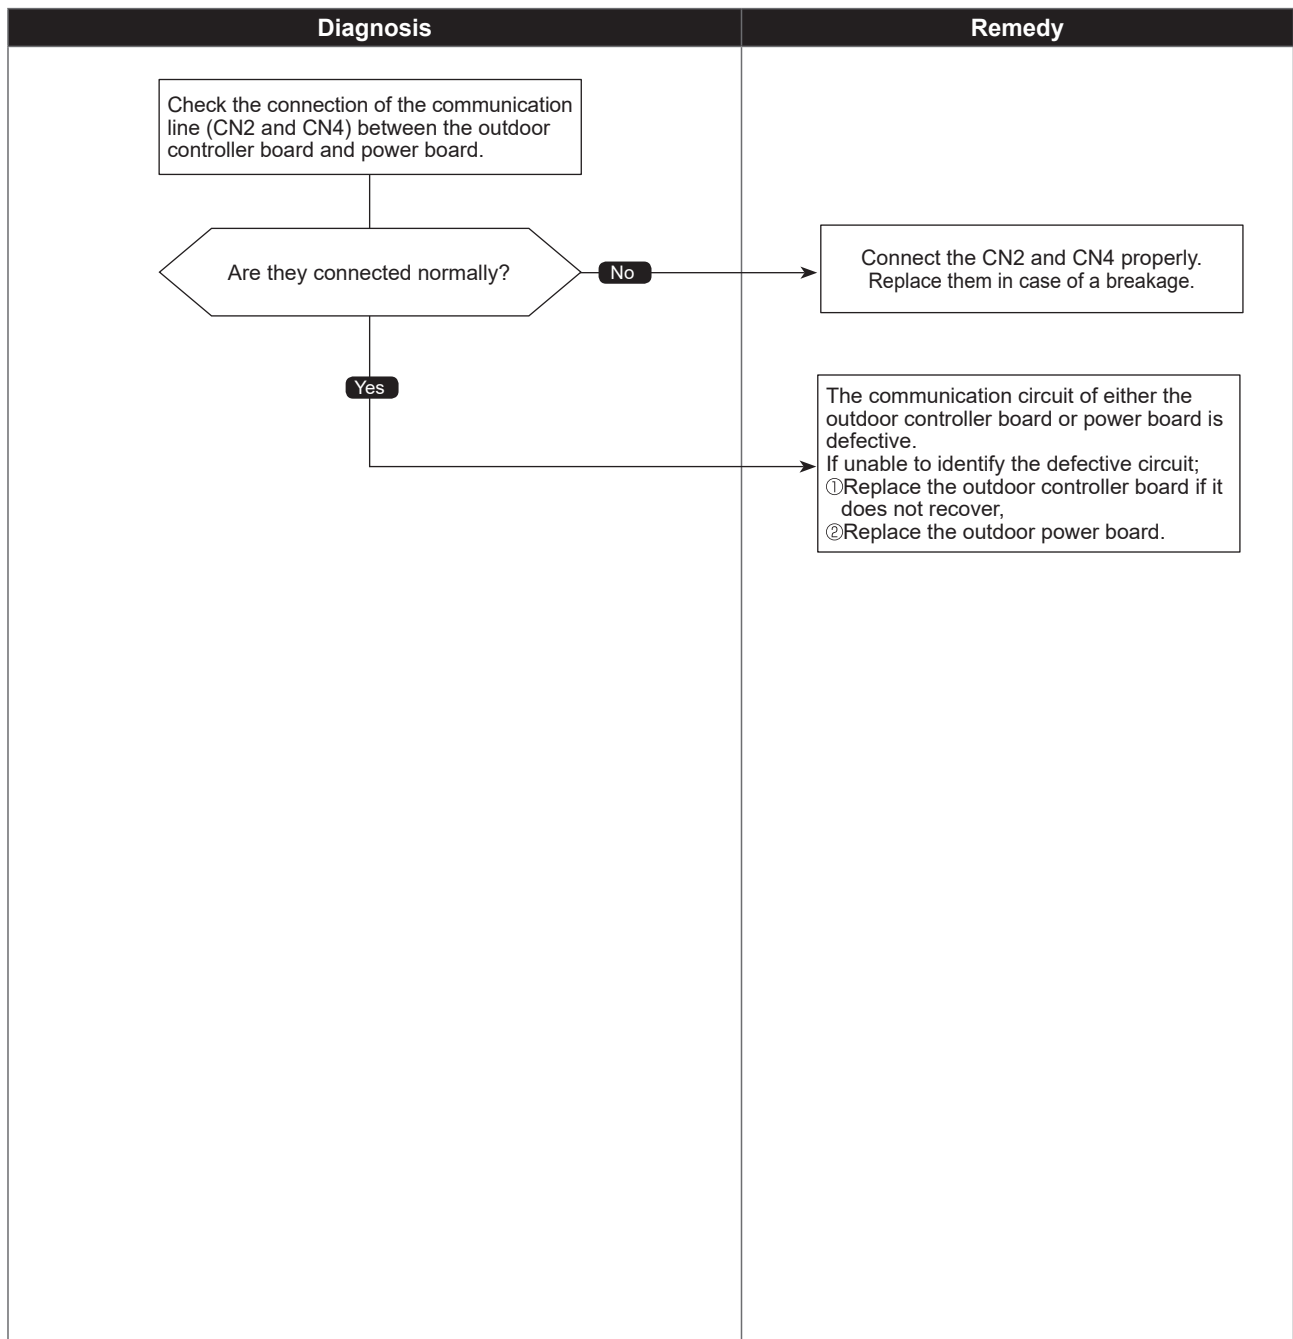 Diagnosis
Remedy
Check the connection of the communication
line (CN2 and CN4) between the outdoor
controller board and power board.
Are they connected normally?
No
Connect the CN2 and CN4 properly.
Replace them in case of a breakage.
Yes
The communication circuit of either the
outdoor controller board or power board is
defective.
If unable to identify the defective circuit;
①Replace the outdoor controller board if it
does not recover,
②Replace the outdoor power board.